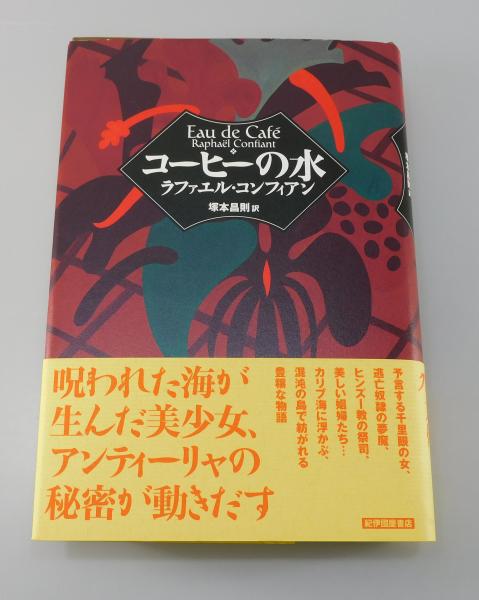 Eau de Café
Raphaël Confiant
コーヒーの水
ラファエル・コンフィアン
塚本昌則 訳
呪われた海が
生んだ美少女、
アンティーリャの
秘密が動きだす
予言する千里眼の女、
逃亡奴隷の夢魔、
ヒンズー教の祭司、
美しい娼婦たち…
カリブ海に浮かぶ、
混沌の島で紡がれる
豊穣な物語
紀伊國屋書店